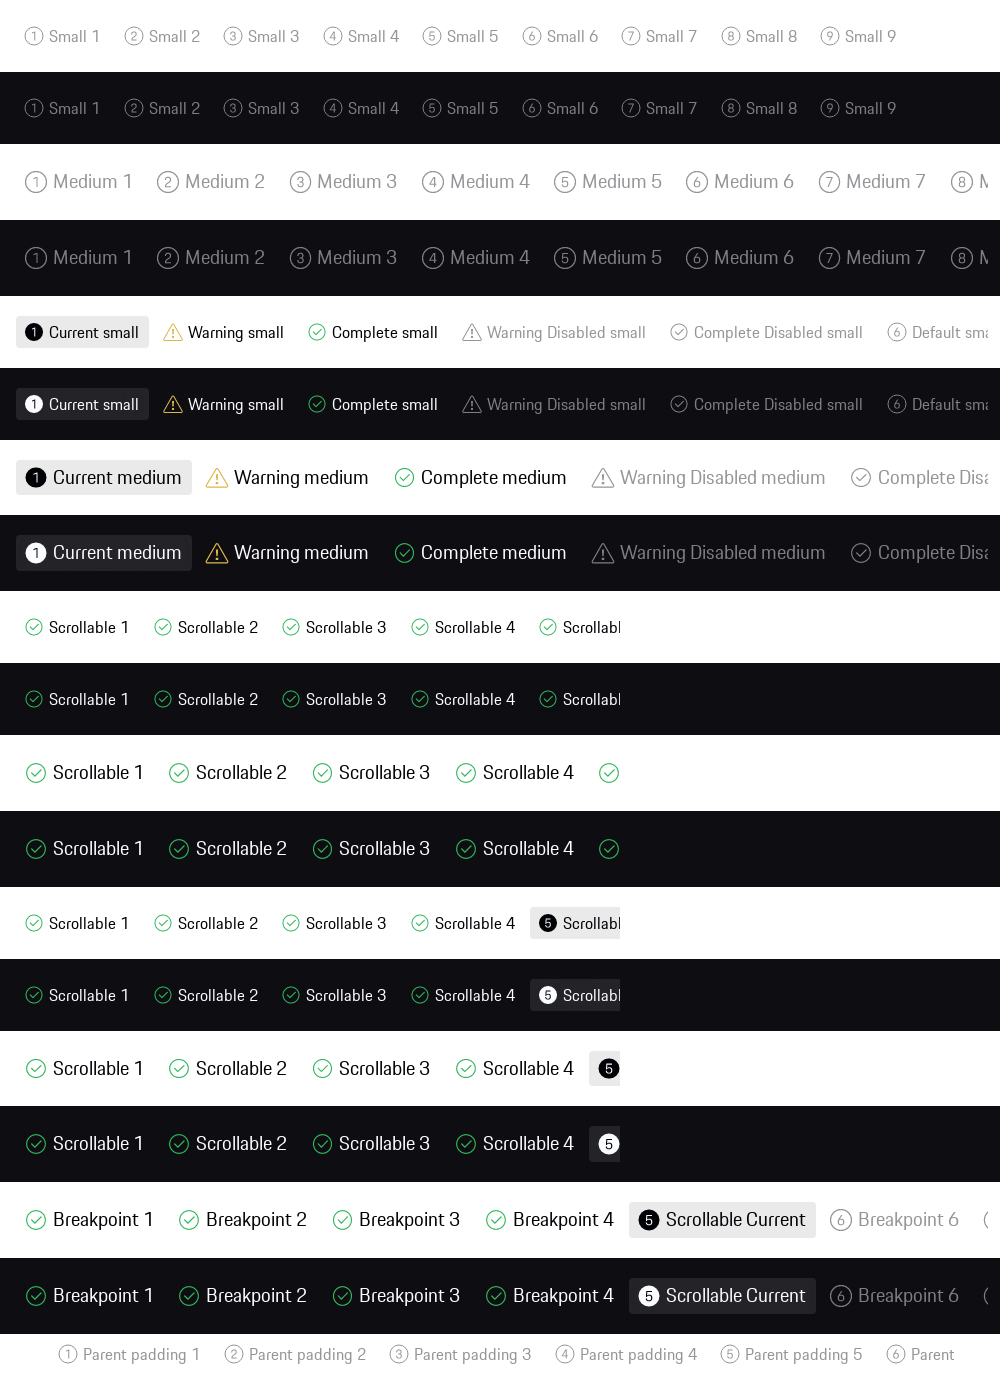 1 Small 1 2 Small 2 3 Small 3 4 Small 4 5 Small 5 6 Small 6 7 Small 7 8 Small 8 9 Small 9
1 Small 1 2 Small 2 3 Small 3 4 Small 4 5 Small 5 6 Small 6 7 Small 7 8 Small 8 9 Small 9
1 Medium 1 2 Medium 2 3 Medium 3 4 Medium 4 5 Medium 5 6 Medium 6 7 Medium 7 8
1 Medium 1 2 Medium 2 3 Medium 3 4 Medium 4 5 Medium 5 6 Medium 6 7 Medium 7 8
1 Current small Warning small Complete small Warning Disabled small Complete Disabled small 6 Default sma
1 Current small Warning small Complete small Warning Disabled small Complete Disabled small 6 Default sma
1 Current medium Warning medium Complete medium Warning Disabled medium Complete Disa
1 Current medium Warning medium Complete medium Warning Disabled medium Complete Disa
Scrollable 1 Scrollable 2 Scrollable 3 Scrollable 4 Scrollabl
Scrollable 1 Scrollable 2 Scrollable 3 Scrollable 4 Scrollabl
Scrollable 1 Scrollable 2 Scrollable 3 Scrollable 4
Scrollable 1 Scrollable 2 Scrollable 3 Scrollable 4
Scrollable 1 Scrollable 2 Scrollable 3 Scrollable 4 5 Scrollabl
Scrollable 1 Scrollable 2 Scrollable 3 Scrollable 4 5 Scrollabl
Scrollable 1 Scrollable 2 Scrollable 3 Scrollable 4 5
Scrollable 1 Scrollable 2 Scrollable 3 Scrollable 4 5
Breakpoint 1 Breakpoint 2 Breakpoint 3 Breakpoint 4 5 Scrollable Current 6 Breakpoint 6
Breakpoint 1 Breakpoint 2 Breakpoint 3 Breakpoint 4 5 Scrollable Current 6 Breakpoint 6
1 Parent padding 1 2 Parent padding 2 3 Parent padding 3 4 Parent padding 4 5 Parent padding 5 6 Parent